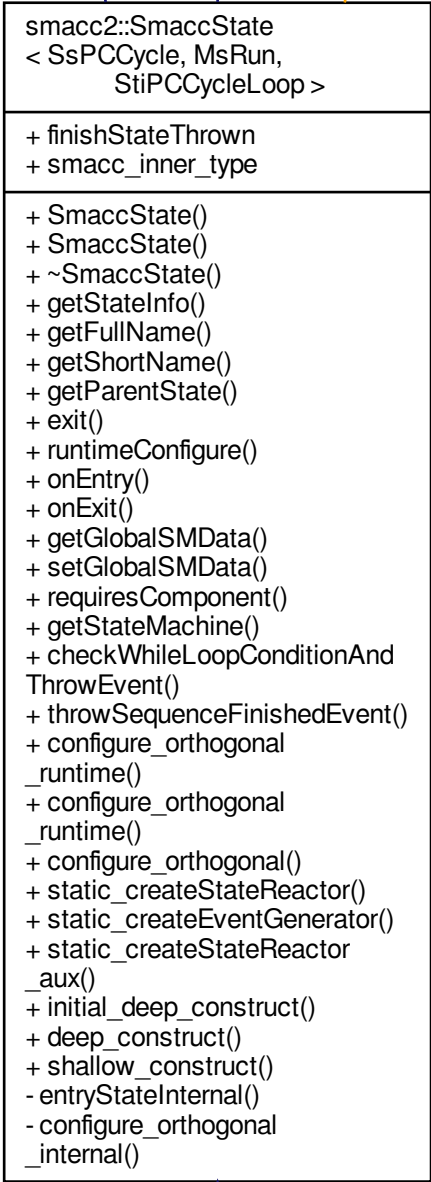 smacc2::SmaccState
< SsPCCycle, MsRun,
StiPCCycleLoop >
+ finishStateThrown
+ smacc_inner_type
+ SmaccState()
+ SmaccState()
+ ~SmaccState()
+ getStateInfo()
+ getFullName()
+ getShortName()
+ getParentState()
+ exit()
+ runtimeConfigure()
+ onEntry()
+ onExit()
+ getGlobalSMData()
+ setGlobalSMData()
+ requiresComponent()
+ getStateMachine()
+ checkWhileLoopConditionAnd
ThrowEvent()
+ throwSequenceFinishedEvent()
+ configure_orthogonal
_runtime()
+ configure_orthogonal
_runtime()
+ configure_orthogonal()
+ static_createStateReactor()
+ static_createEventGenerator()
+ static_createStateReactor
_aux()
+ initial_deep_construct()
+ deep_construct()
+ shallow_construct()
- entryStateInternal()
- configure_orthogonal
_internal()